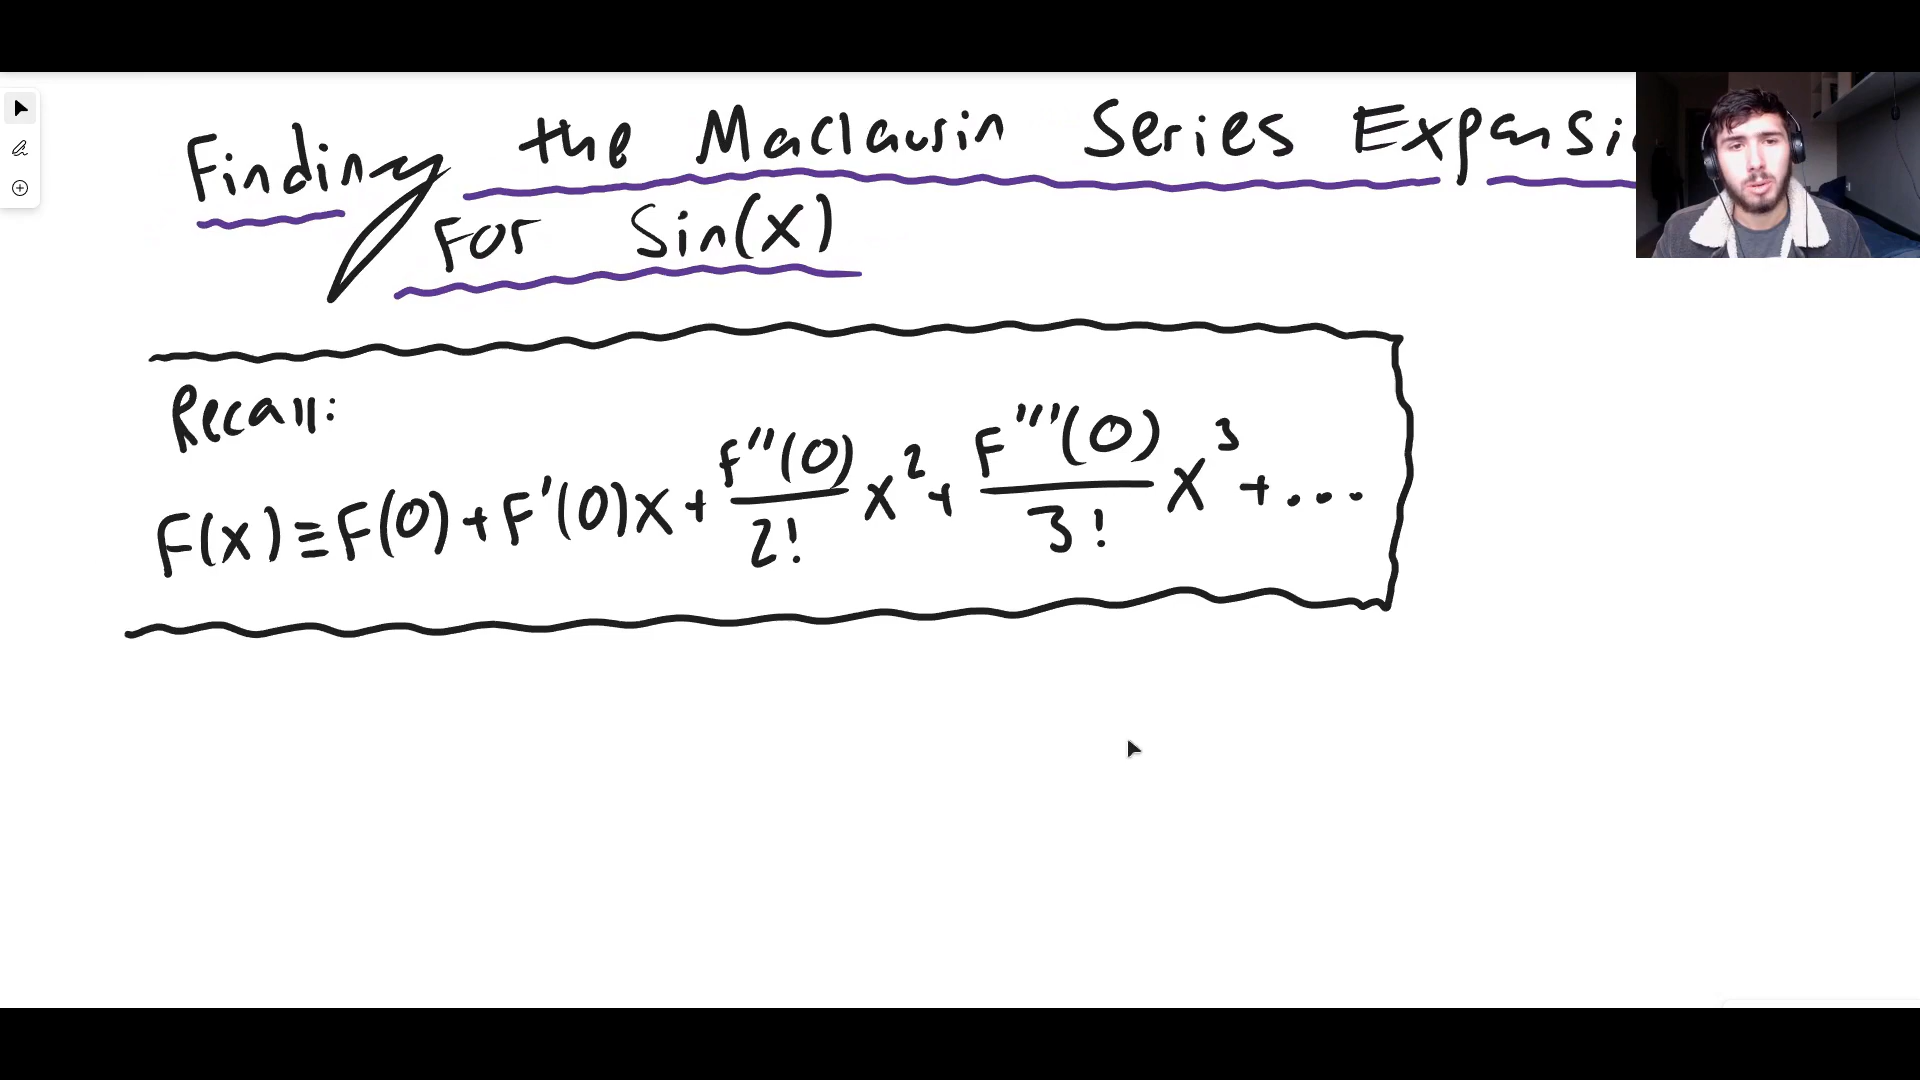 Finding the Maclaurin Series Expansi
For Sin(x)
Recall:
F(x)≡F(0)+F'(0)x+f''(0)/2! x²+F'''(0)/3! x³+...